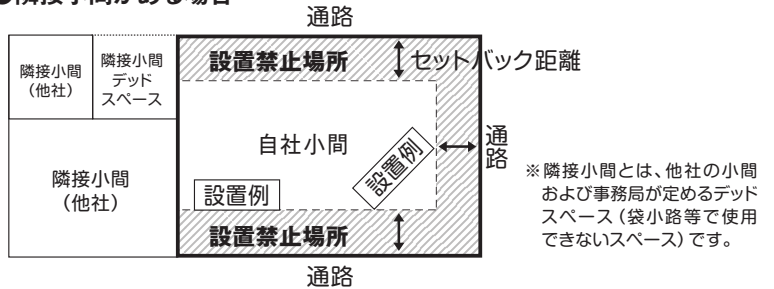 ●隣接小間がある場合
通路
隣接小間
(他社)
隣接小間
デッド
スペース
設置禁止場所
セットバック距離
自社小間
設置例
通路
隣接小間
(他社)
設置例
設置禁止場所
通路
※隣接小間とは、他社の小間
および事務局が定めるデッド
スペース(袋小路等で使用
できないスペース)です。